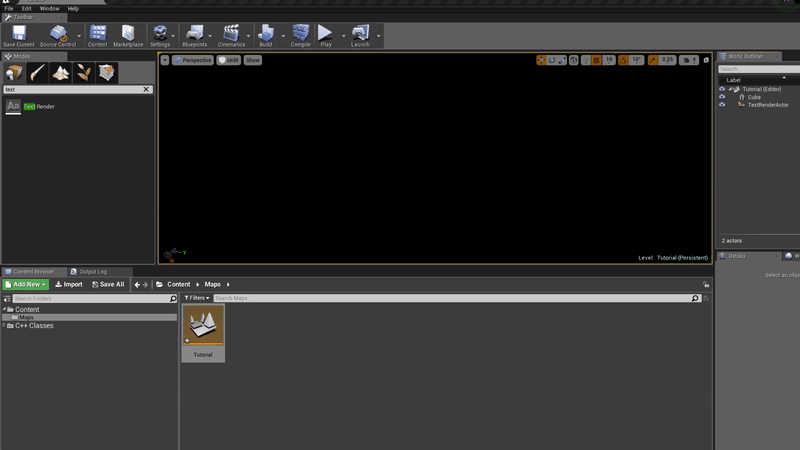 File Edit Window Help
Toolbar
Save Current Source Control Content Marketplace Settings Blueprints Cinematics Build Compile Play Launch
Modes
World Outliner
Perspective Unlit Show 10 10° 0.25 4
Search
Label
text
Tutorial (Editor)
Cube
Text Render
TextRenderActor
2 actors
Y
Level: Tutorial (Persistent)
Details
Content Browser Output Log
Select an obje
Add New Import Save All Content Maps
Search Folders Filters Search Maps
Content
Maps
C++ Classes
Tutorial